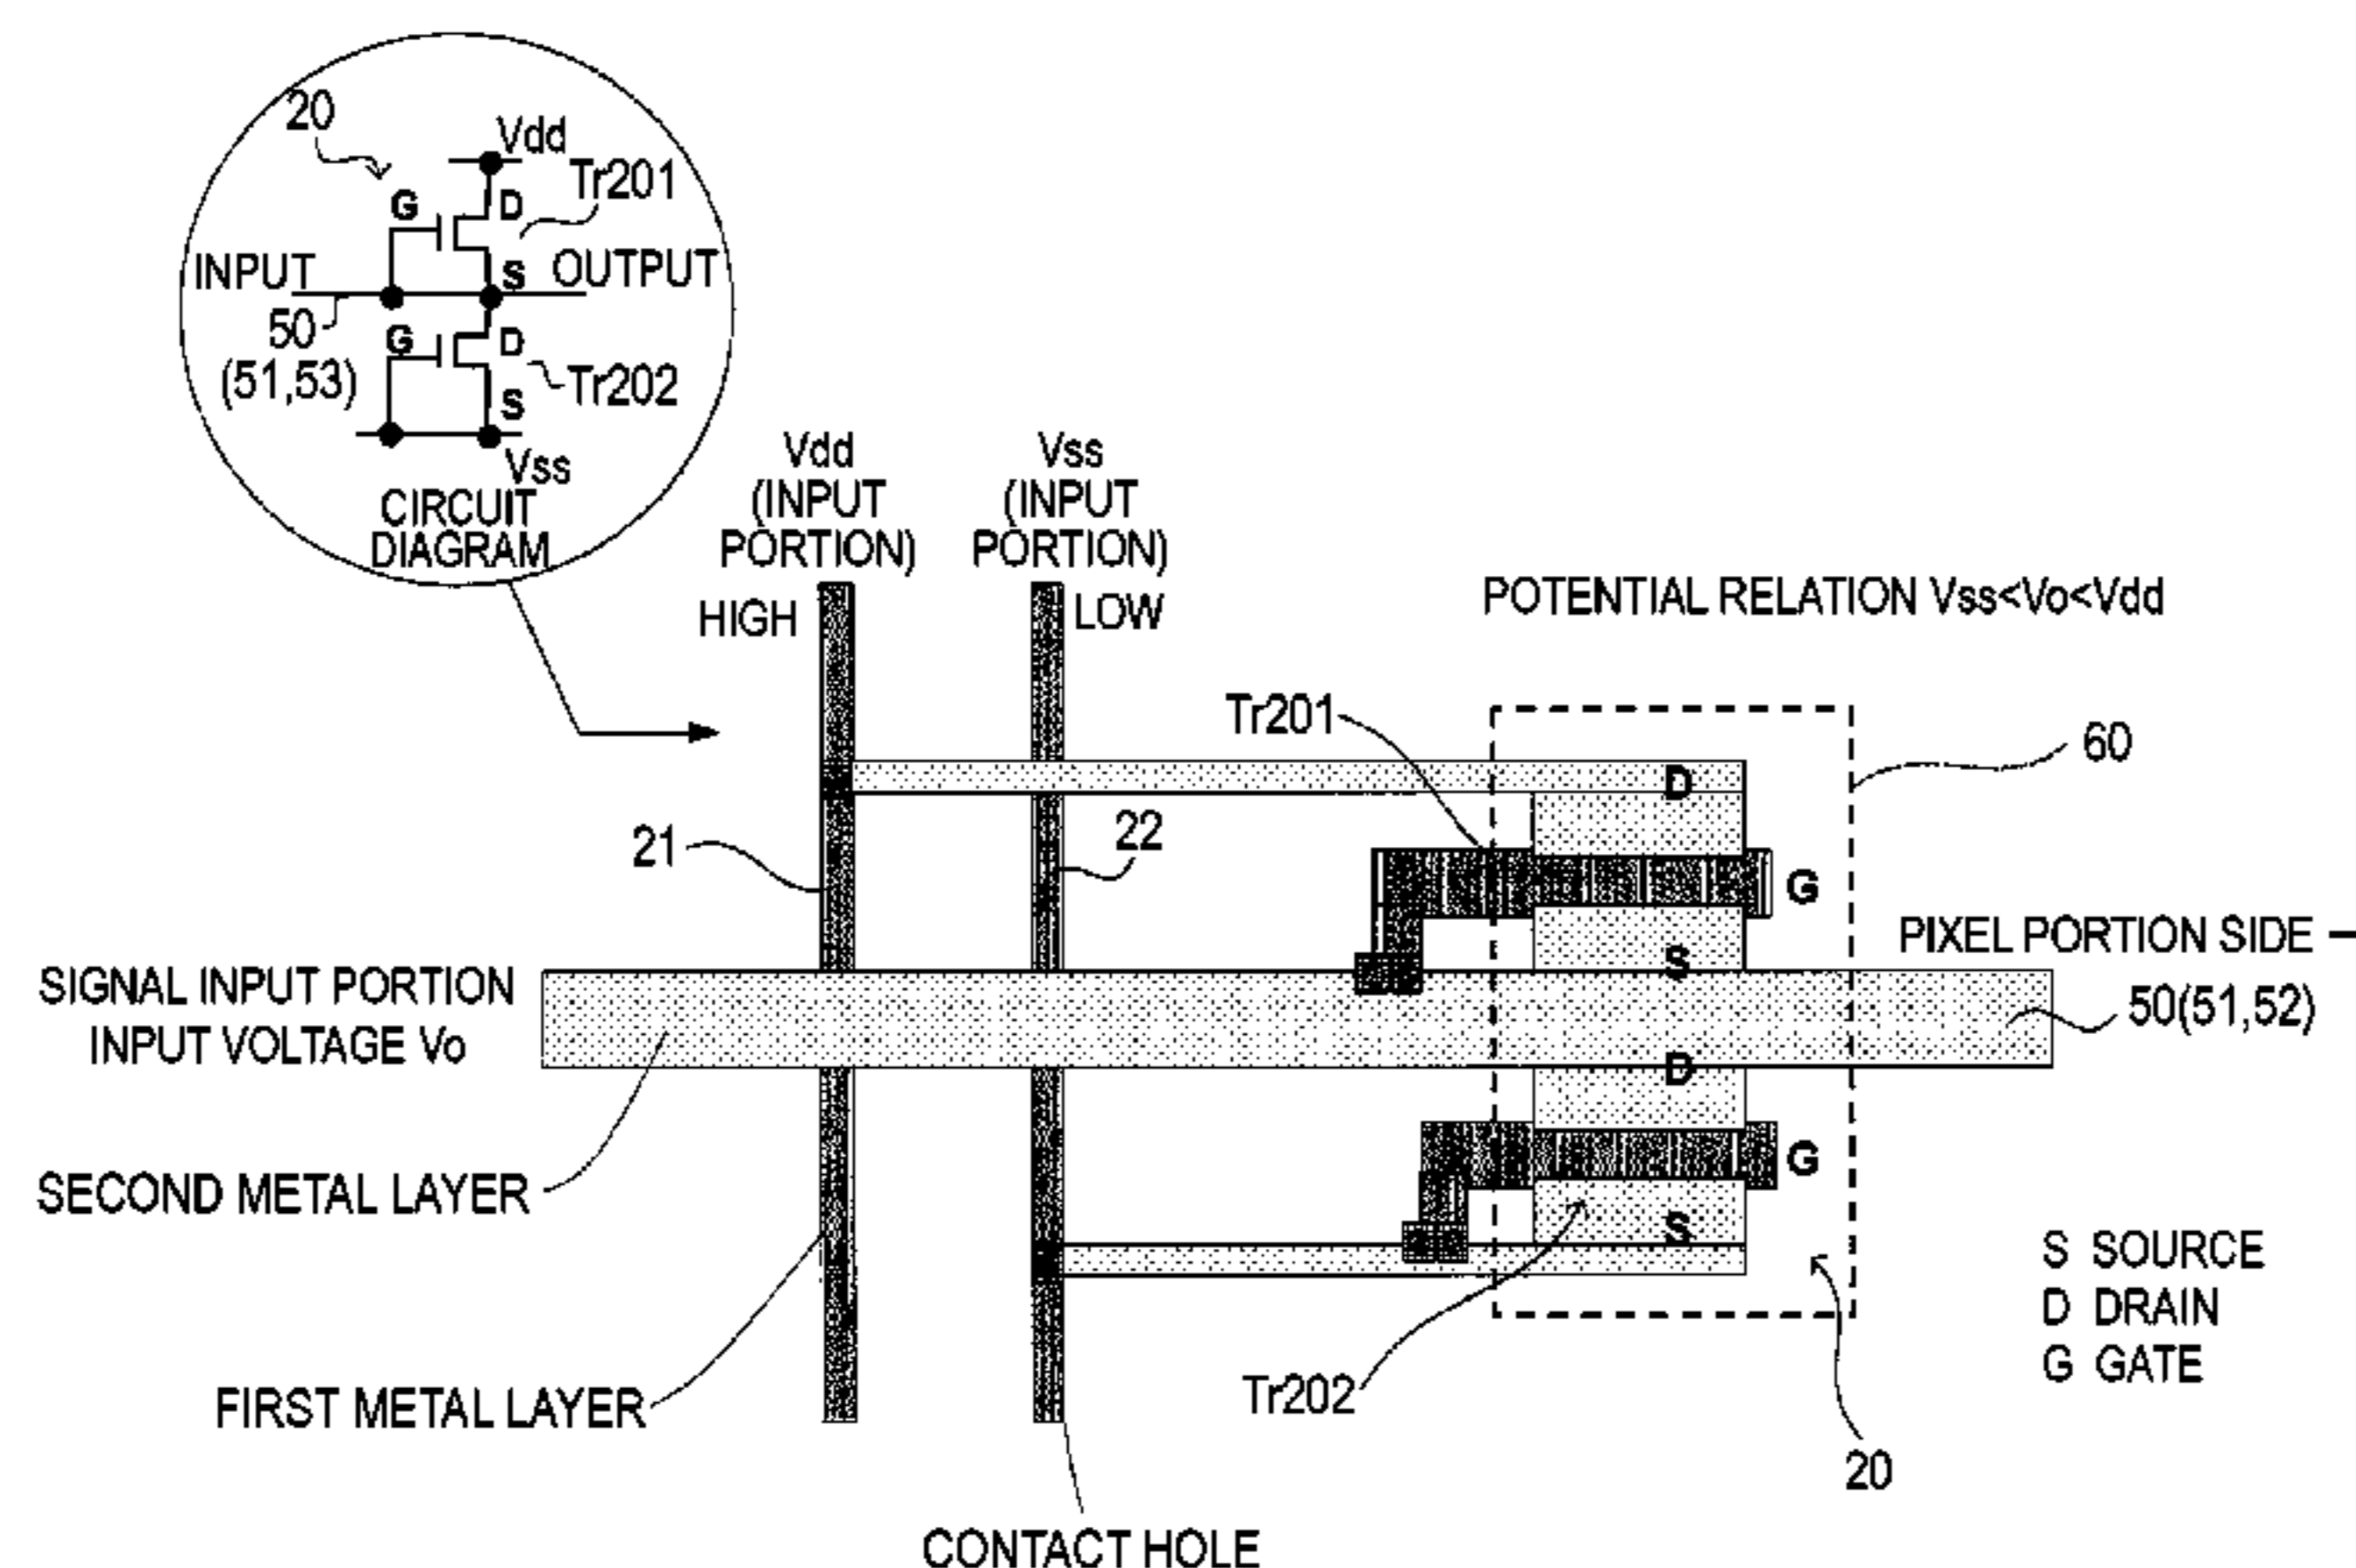 20
Vdd
Tr201
G
D
INPUT
S
OUTPUT
50
G
D
(51,53)
Tr202
S
Vss
CIRCUIT
DIAGRAM
Vdd
(INPUT
PORTION)
Vss
(INPUT
PORTION)
HIGH
LOW
POTENTIAL RELATION Vss<Vo<Vdd
Tr201
60
D
21
22
G
PIXEL PORTION SIDE
S
SIGNAL INPUT PORTION
INPUT VOLTAGE Vo
50(51,52)
D
G
SECOND METAL LAYER
S
S SOURCE
D DRAIN
G GATE
FIRST METAL LAYER
Tr202
20
CONTACT HOLE